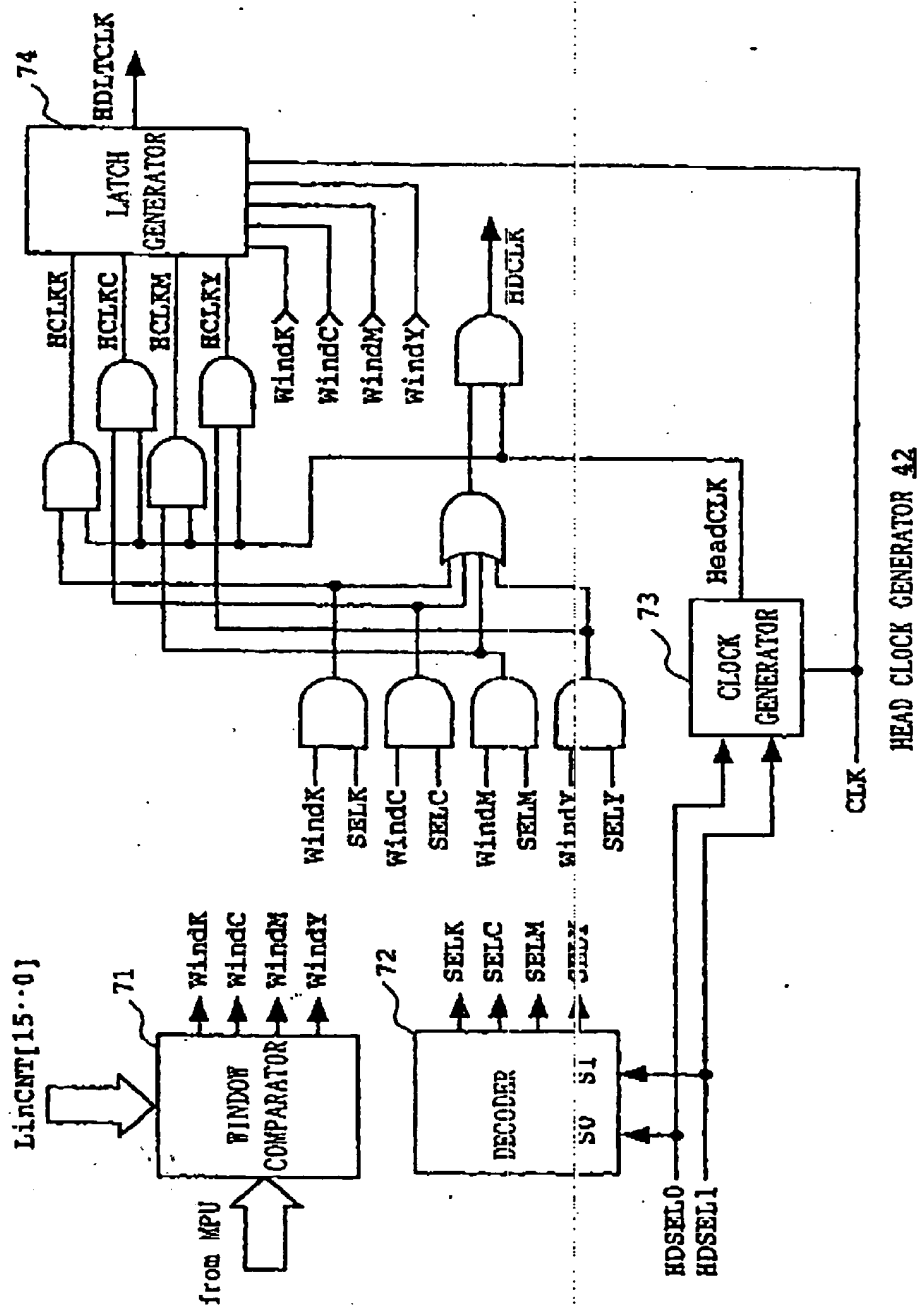 LinCNT[15··0]
from MPU
71
WINDOW
COMPARATOR
WindK
WindC
WindM
WindY
72
DECODER
S0 S1
SELK
SELC
SELM
SELY
HDSEL0
HDSEL1
WindK
SELK
WindC
SELC
WindM
SELM
WindY
SELY
73
CLOCK
GENERATOR
HeadCLK
CLK
HCLKK
HCLKC
HCLKM
HCLKY
WindK
WindC
WindM
WindY
74
LATCH
GENERATOR
HDLTCLK
HDCLK
HEAD CLOCK GENERATOR 42